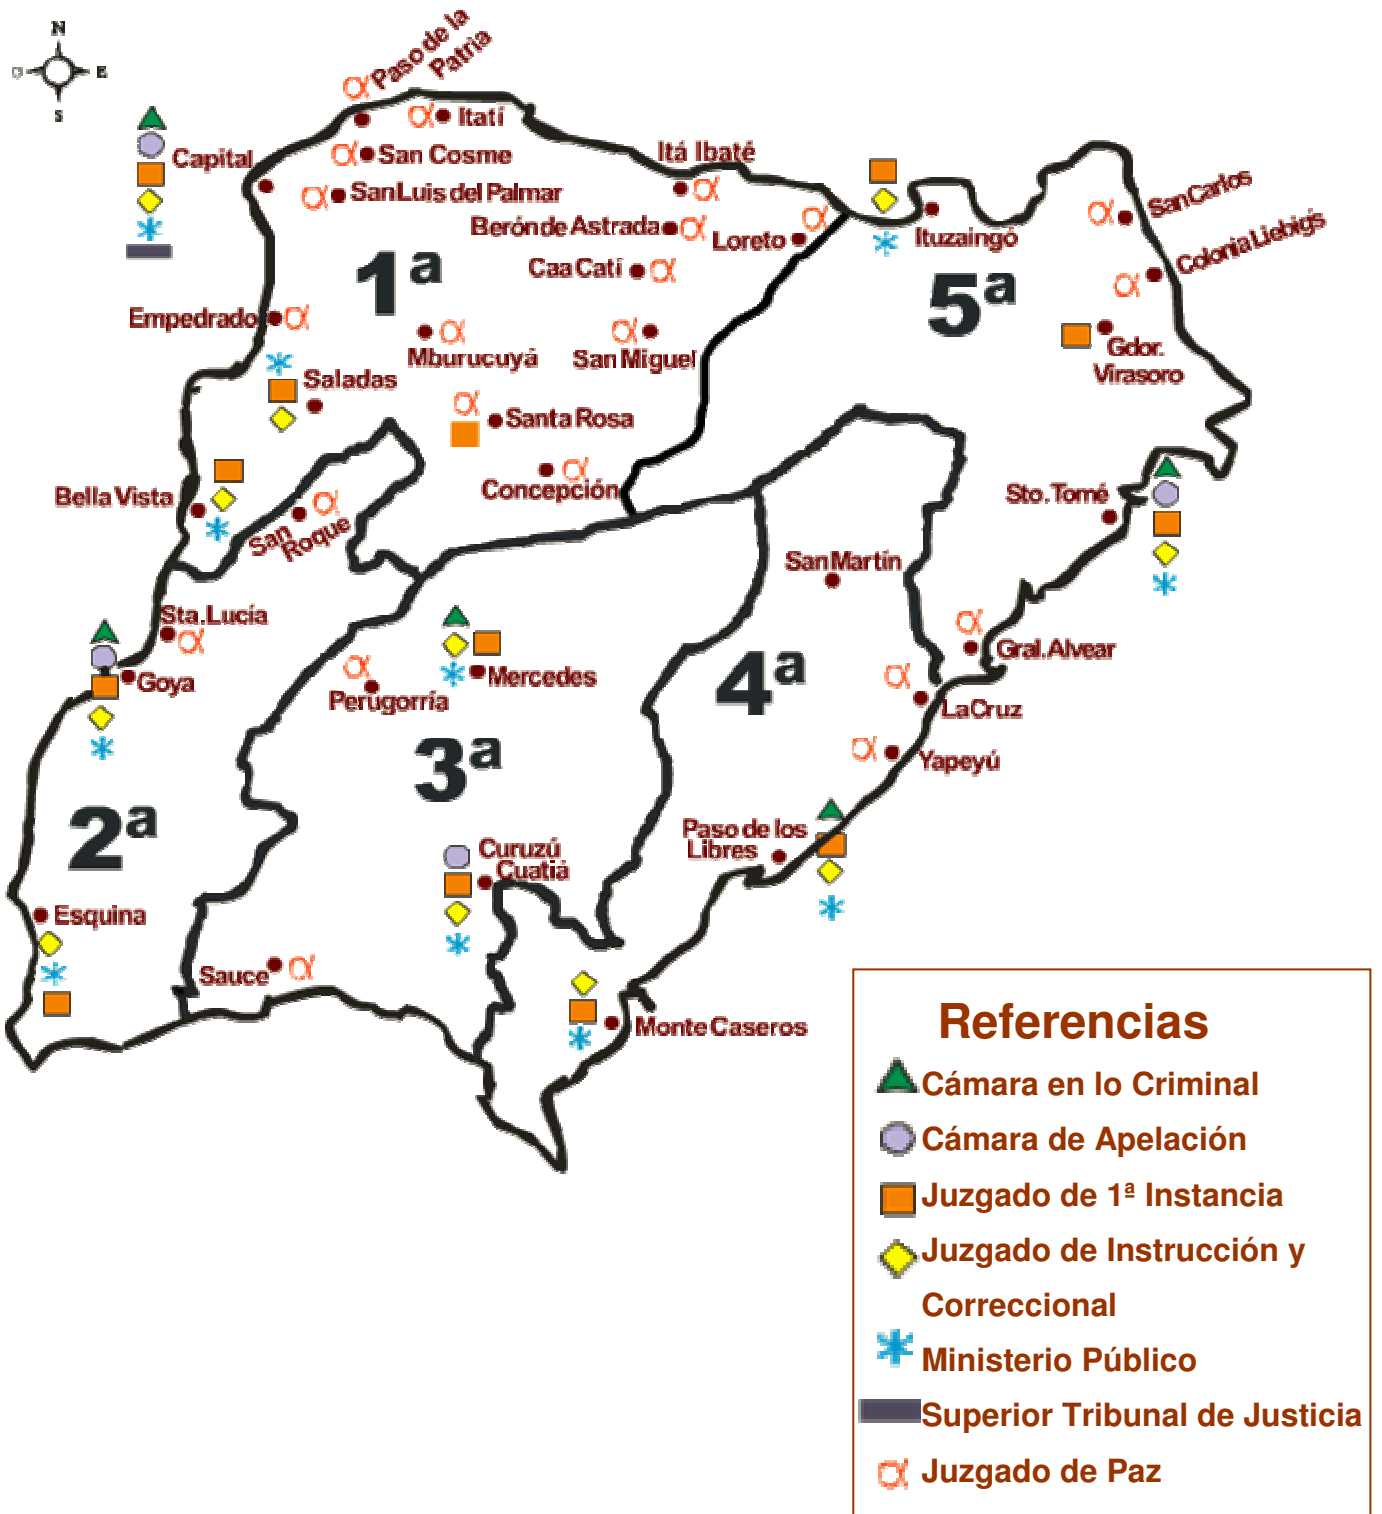 N
O
E
S
Paso de la
Patria
Itatí
Capital
San Cosme
Itá Ibaté
San Luis del Palmar
San Carlos
Berón de Astrada
Loreto
Ituzaingó
Colonia Liebig's
1ª
Caa Catí
5ª
Empedrado
Mburucuyá
San Miguel
Gdor.
Virasoro
Saladas
Santa Rosa
Concepción
Bella Vista
San
Roque
Sto. Tomé
San Martín
Sta. Lucía
Gral. Alvear
Goya
Mercedes
4ª
Perugorría
La Cruz
3ª
Yapeyú
2ª
Paso de los
Libres
Curuzú
Cuatiá
Esquina
Sauce
Monte Caseros
Referencias
Cámara en lo Criminal
Cámara de Apelación
Juzgado de 1ª Instancia
Juzgado de Instrucción y
Correccional
Ministerio Público
Superior Tribunal de Justicia
Juzgado de Paz